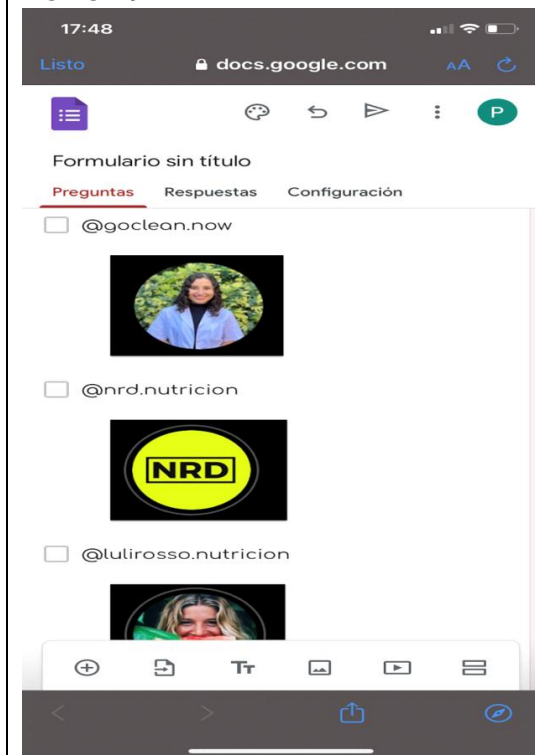 17:48
Listo
docs.google.com
AA
P
Formulario sin título
Preguntas Respuestas Configuración
@goclean.now
@nrd.nutricion
NRD
@lulirosso.nutricion
Tт